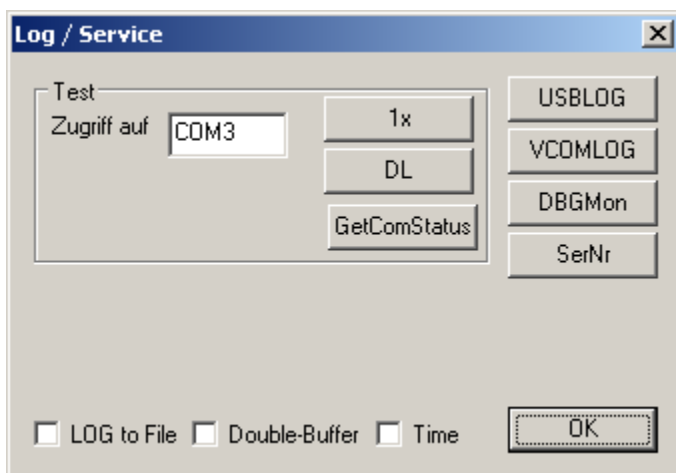 Log / Service
Test
Zugriff auf COM3
1x
DL
GetComStatus
USBLOG
VCOMLOG
DBGMon
SerNr
LOG to File Double-Buffer Time
OK